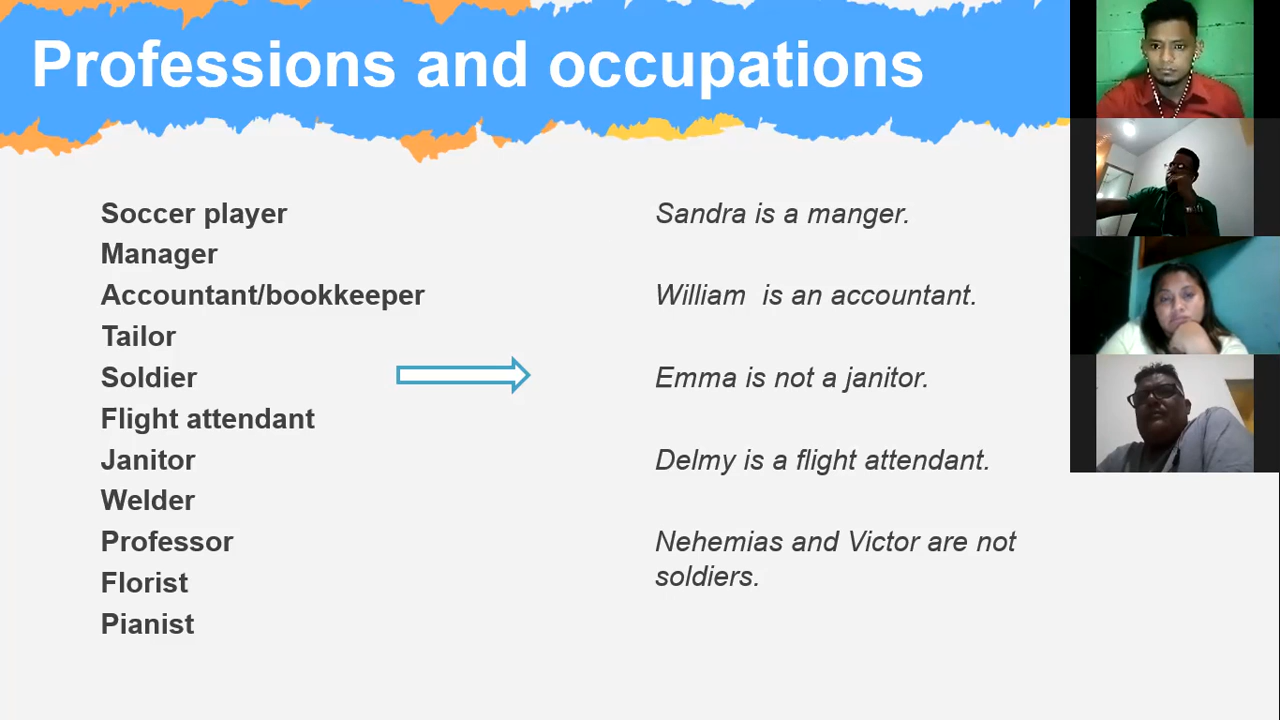 Professions and occupations
Soccer player
Manager
Accountant/bookkeeper
Tailor
Soldier
Flight attendant
Janitor
Welder
Professor
Florist
Pianist
Sandra is a manger.
William  is an accountant.
Emma is not a janitor.
Delmy is a flight attendant.
Nehemias and Victor are not
soldiers.